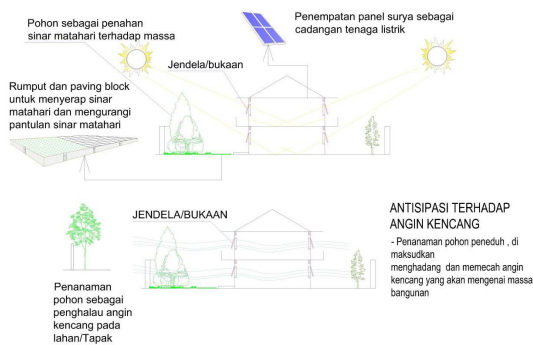 Pohon sebagai penahan
sinar matahari terhadap massa
Penempatan panel surya sebagai
cadangan tenaga listrik
Jendela/bukaan
Rumput dan paving block
untuk menyerap sinar
matahari dan mengurangi
pantulan sinar matahari
JENDELA/BUKAAN
ANTISIPASI TERHADAP
ANGIN KENCANG
- Penanaman pohon peneduh , di
maksudkan
menghadang dan memecah angin
kencang yang akan mengenai massa
bangunan
Penanaman
pohon sebagai
penghalau angin
kencang pada
lahan/Tapak